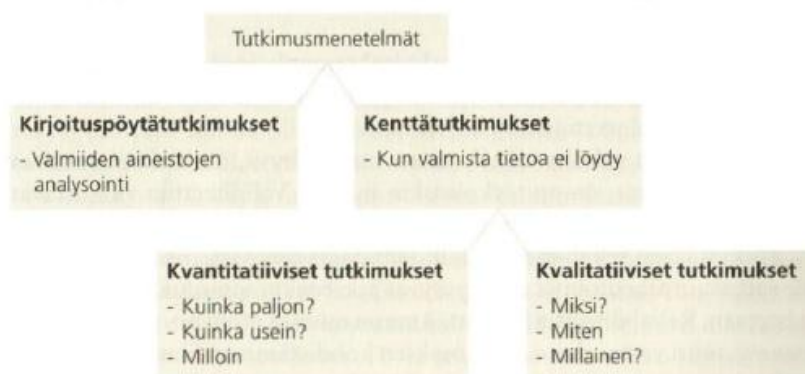 Tutkimusmenetelmät
Kirjoituspöytätutkimukset
- Valmiiden aineistojen
analysointi
Kenttätutkimukset
- Kun valmista tietoa ei löydy
Kvantitatiiviset tutkimukset
- Kuinka paljon?
- Kuinka usein?
- Milloin
Kvalitatiiviset tutkimukset
- Miksi?
- Miten
- Millainen?